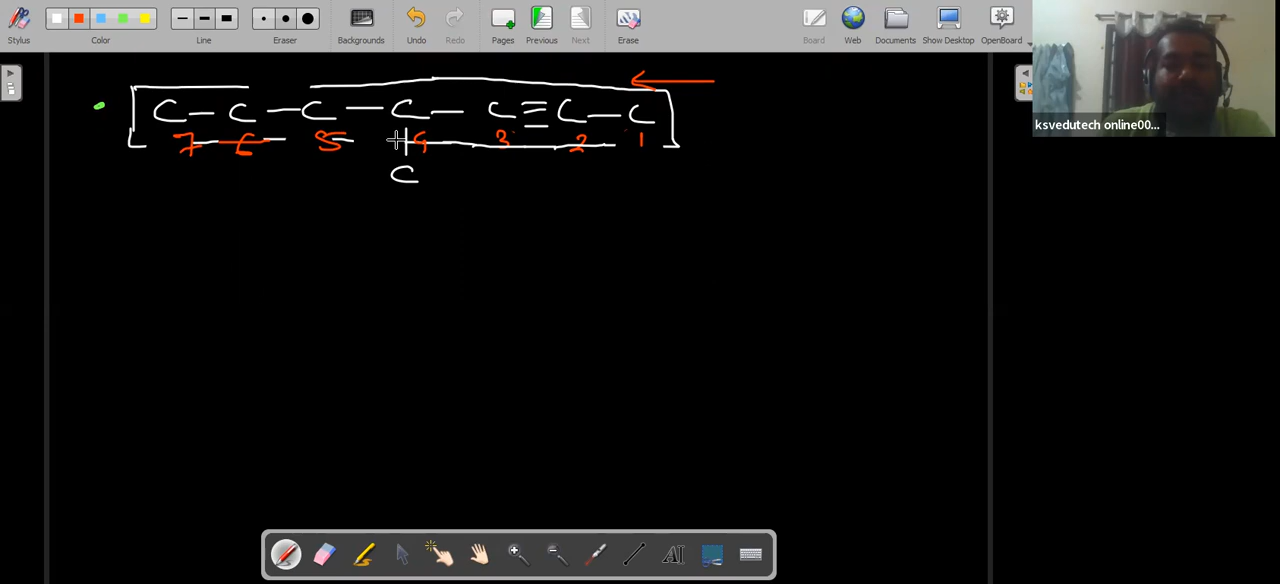 Stylus Color Line Eraser Backgrounds Undo Redo Pages Previous Next Erase Board Web Documents Show Desktop OpenBoard
C – C – C – C – C ≡ C – C
7 6 5 4 3 2 1
C
ksvedutech online00...
AI